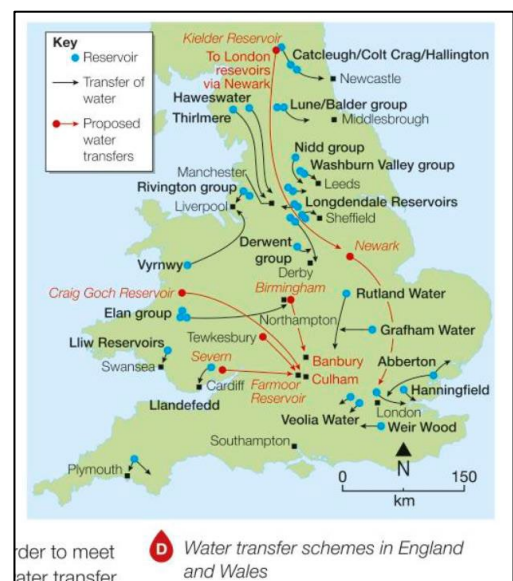 Key
Reservoir
Transfer of
water
Proposed
water
transfers
Kielder Reservoir
To London
resevoirs
via Newark
Catcleugh/Colt Crag/Hallington
Newcastle
Haweswater
Thirlmere
Lune/Balder group
Middlesbrough
Nidd group
Washburn Valley group
Leeds
Manchester
Rivington group
Liverpool
Longdendale Reservoirs
Sheffield
Derwent
group
Derby
Newark
Vyrnwy
Craig Goch Reservoir
Birmingham
Rutland Water
Elan group
Northampton
Grafham Water
Tewkesbury
Lliw Reservoirs
Banbury
Abberton
Swansea
Severn
Culham
Hanningfield
Cardiff
Farmoor
Reservoir
London
Llandefedd
Veolia Water
Weir Wood
Southampton
Plymouth
N
0 150
km
rder to meet
ater transfer
D Water transfer schemes in England
and Wales